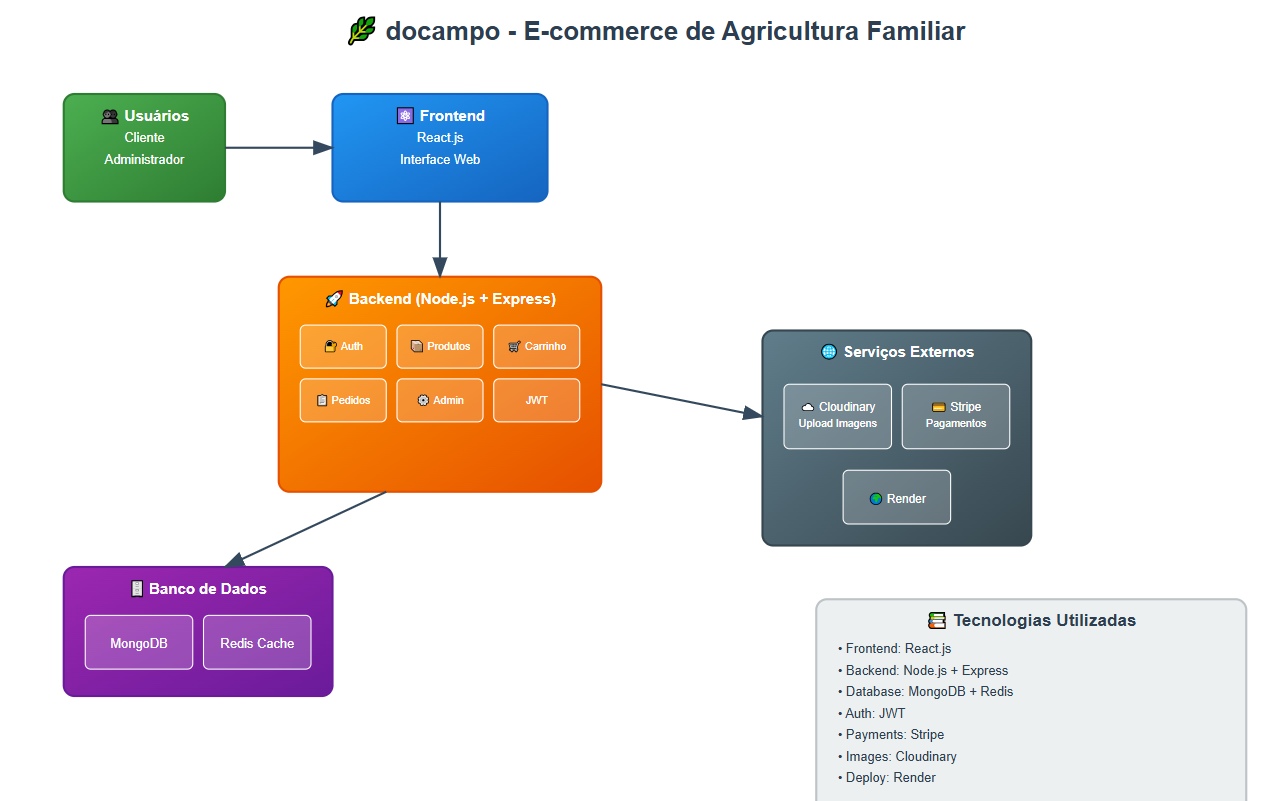 docampo - E-commerce de Agricultura Familiar
Usuários
Cliente
Administrador
Frontend
React.js
Interface Web
Backend (Node.js + Express)
Auth
Produtos
Carrinho
Pedidos
Admin
JWT
Serviços Externos
Cloudinary
Upload Imagens
Stripe
Pagamentos
Render
Banco de Dados
MongoDB
Redis Cache
Tecnologias Utilizadas
• Frontend: React.js
• Backend: Node.js + Express
• Database: MongoDB + Redis
• Auth: JWT
• Payments: Stripe
• Images: Cloudinary
• Deploy: Render